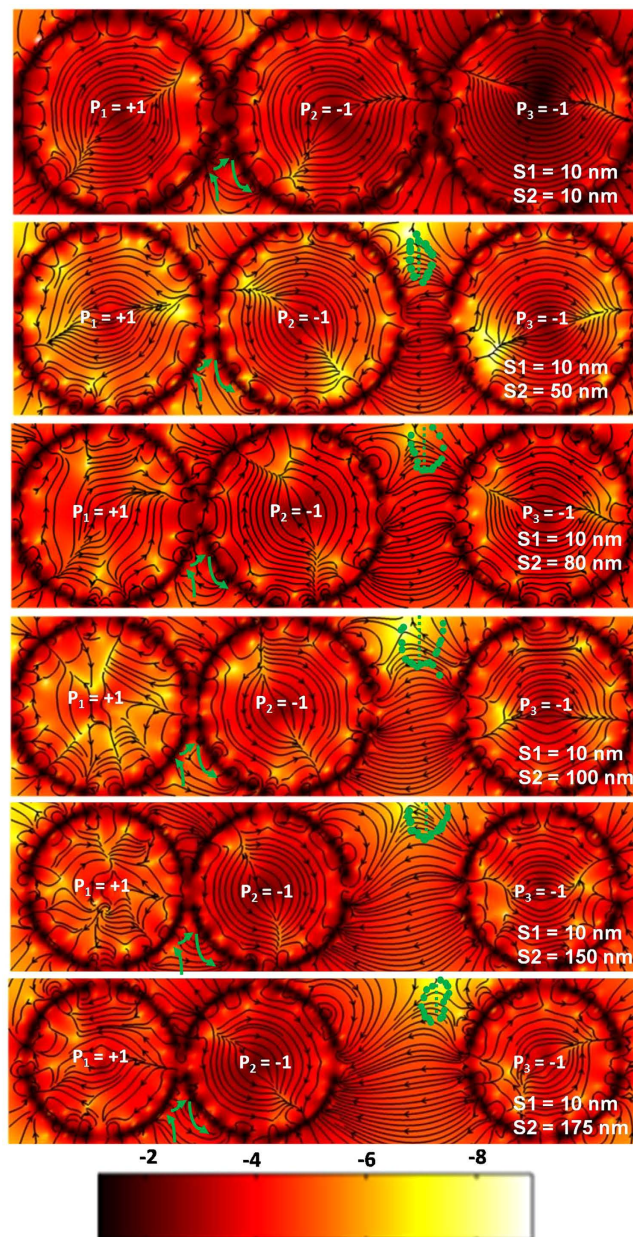 P₁ = +1
P₂ = -1
P₃ = -1
S1 = 10 nm
S2 = 10 nm
P₁ = +1
P₂ = -1
P₃ = -1
S1 = 10 nm
S2 = 50 nm
P₁ = +1
P₂ = -1
P₃ = -1
S1 = 10 nm
S2 = 80 nm
P₁ = +1
P₂ = -1
P₃ = -1
S1 = 10 nm
S2 = 100 nm
P₁ = +1
P₂ = -1
P₃ = -1
S1 = 10 nm
S2 = 150 nm
P₁ = +1
P₂ = -1
P₃ = -1
S1 = 10 nm
S2 = 175 nm
-2 -4 -6 -8